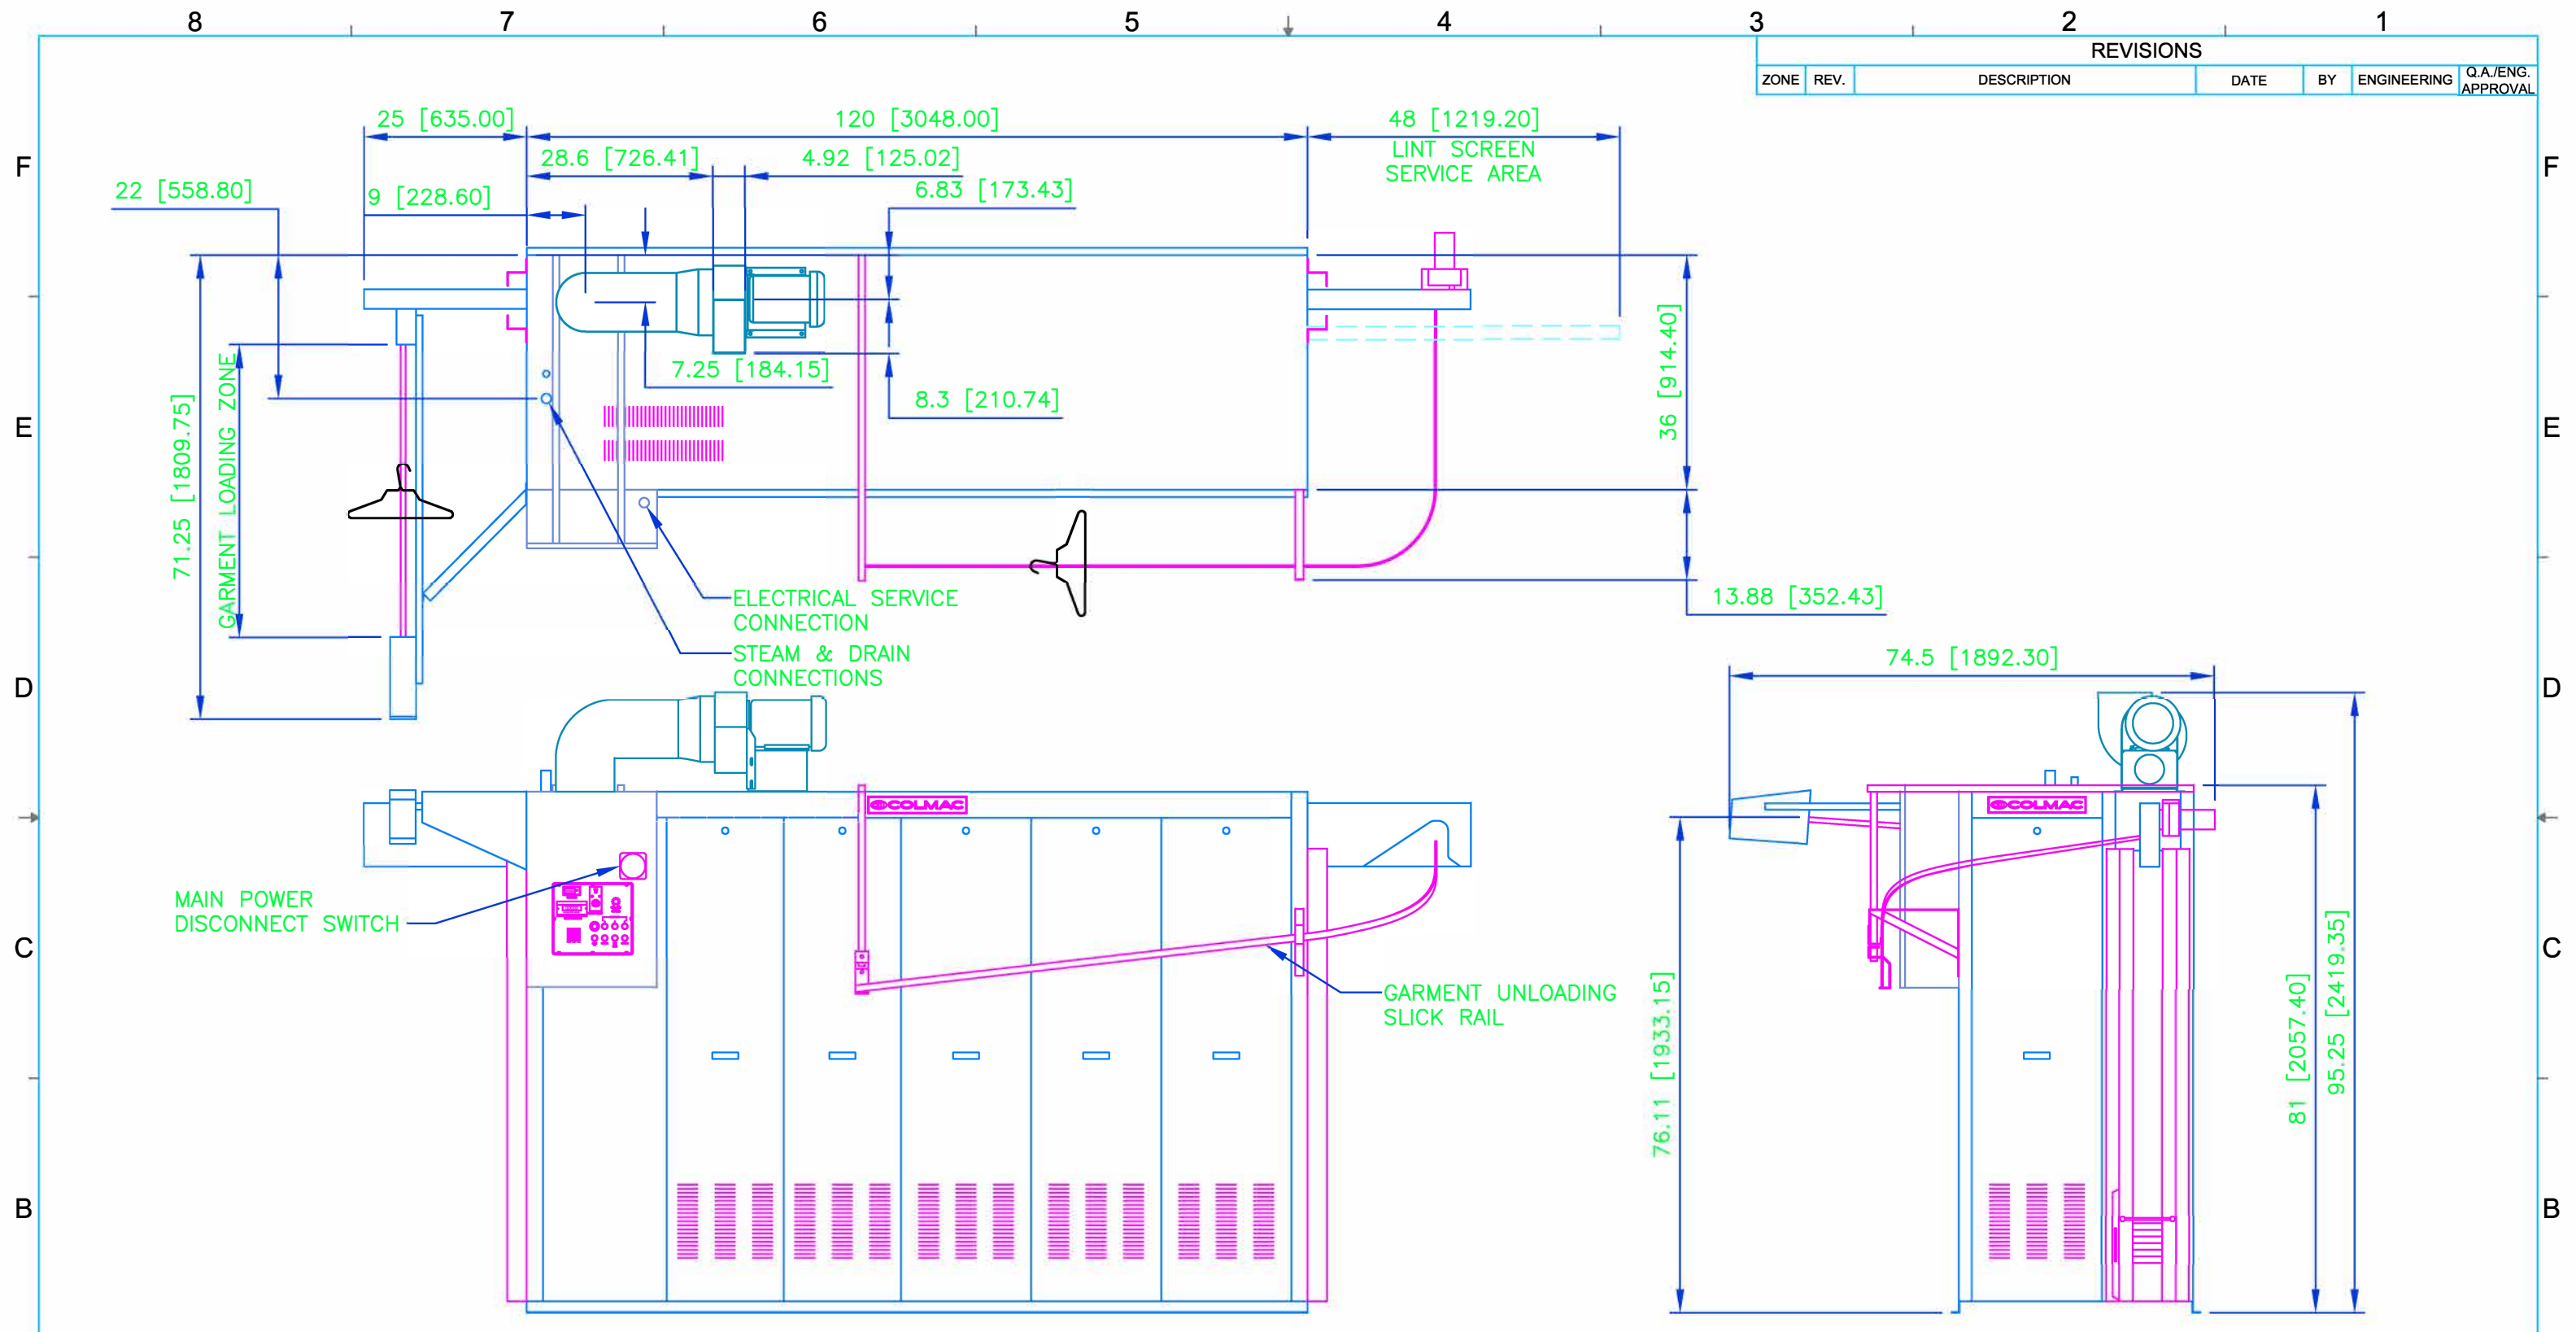 8 7 6 5 4 3 2 1
REVISIONS
ZONE REV. DESCRIPTION DATE BY ENGINEERING Q.A./ENG. APPROVAL
25 [635.00]
120 [3048.00]
48 [1219.20]
LINT SCREEN
SERVICE AREA
F
F
28.6 [726.41]
4.92 [125.02]
22 [558.80]
9 [228.60]
6.83 [173.43]
7.25 [184.15]
8.3 [210.74]
36 [914.40]
71.25 [1809.75]
GARMENT LOADING ZONE
E
E
13.88 [352.43]
ELECTRICAL SERVICE
CONNECTION
STEAM & DRAIN
CONNECTIONS
74.5 [1892.30]
D
D
COLMAC
COLMAC
MAIN POWER
DISCONNECT SWITCH
C
C
GARMENT UNLOADING
SLICK RAIL
76.11 [1933.15]
81 [2057.40]
95.25 [2419.35]
B
B